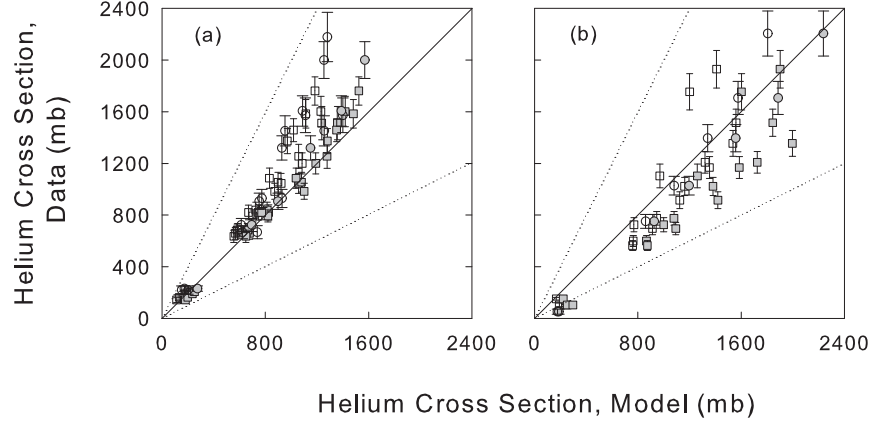 Helium Cross Section,
Data (mb)
2400
2000
1600
1200
800
400
0
(a)
(b)
0 800 1600 2400
0 800 1600 2400
Helium Cross Section, Model (mb)